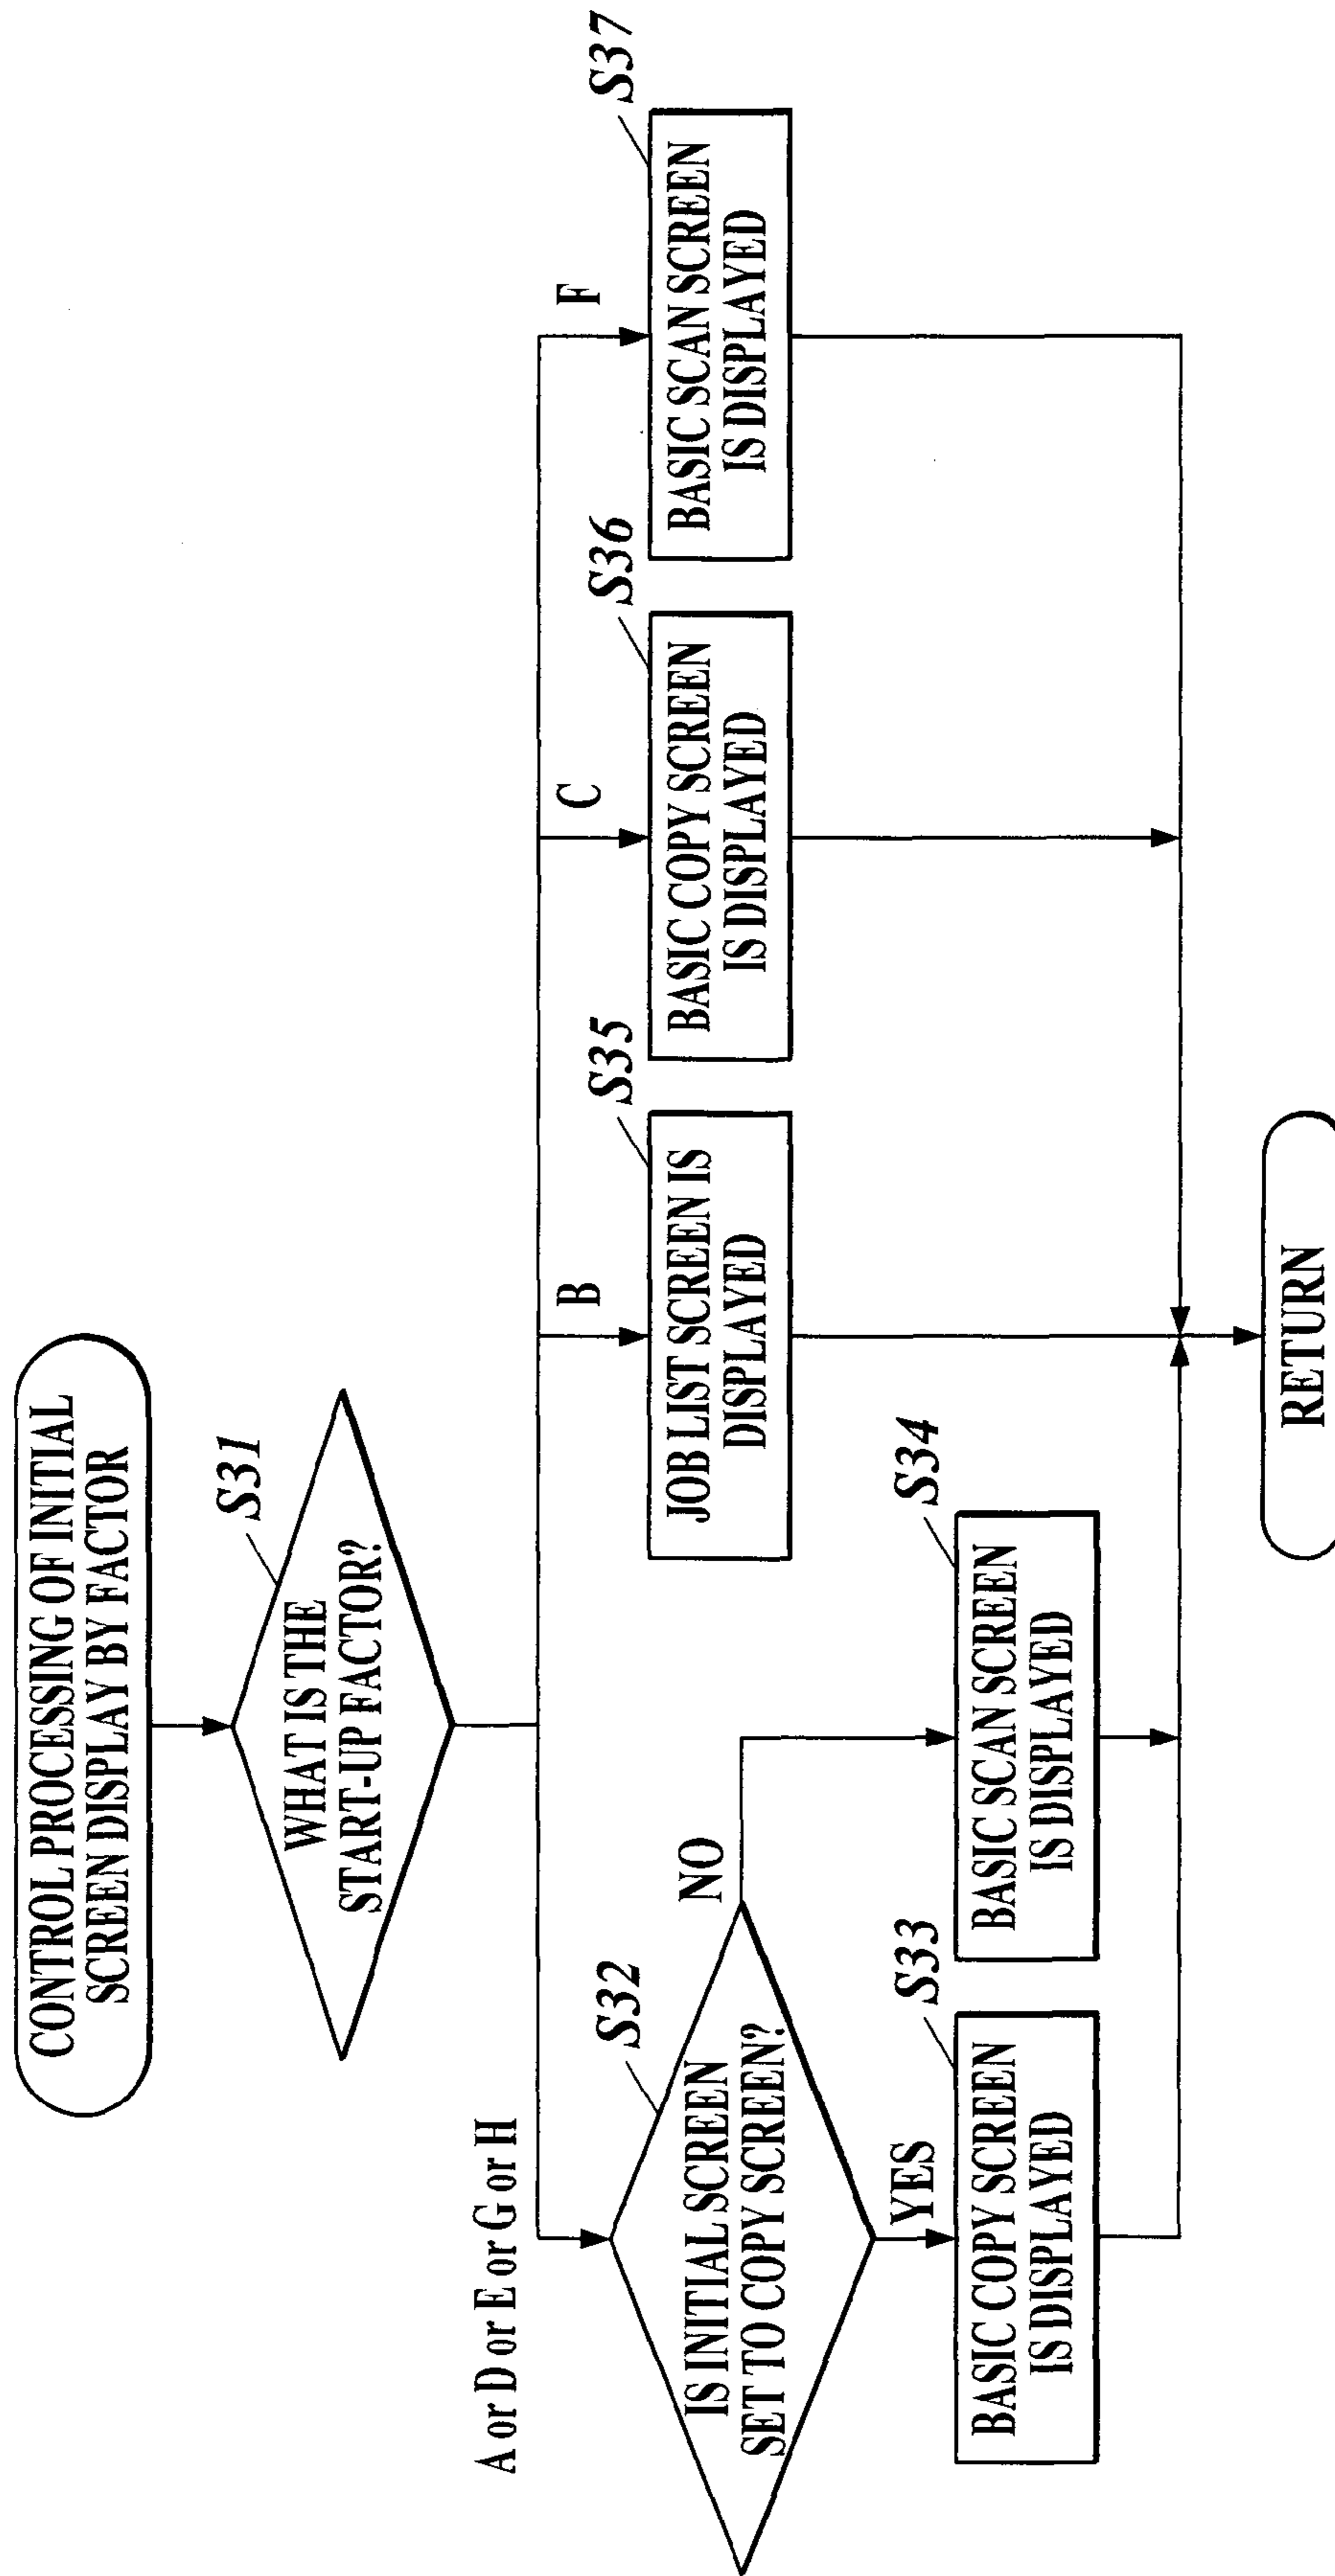 CONTROL PROCESSING OF INITIAL
SCREEN DISPLAY BY FACTOR
S31
WHAT IS THE
START-UP FACTOR?
A or D or E or G or H
B
C
F
S32
IS INITIAL SCREEN
SET TO COPY SCREEN?
NO
YES
S35
JOB LIST SCREEN IS
DISPLAYED
S36
BASIC COPY SCREEN
IS DISPLAYED
S37
BASIC SCAN SCREEN
IS DISPLAYED
S33
BASIC COPY SCREEN
IS DISPLAYED
S34
BASIC SCAN SCREEN
IS DISPLAYED
RETURN